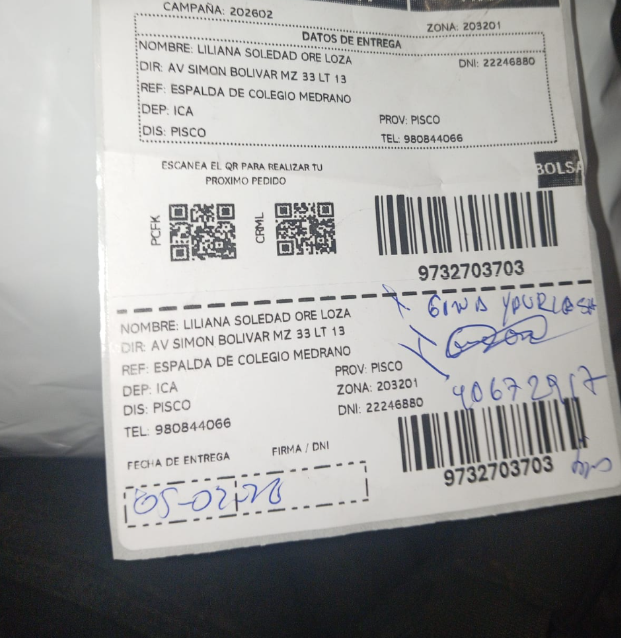 CAMPAÑA: 202602
ZONA: 203201
DATOS DE ENTREGA
NOMBRE: LILIANA SOLEDAD ORE LOZA
DNI: 22246880
DIR: AV SIMON BOLIVAR MZ 33 LT 13
REF: ESPALDA DE COLEGIO MEDRANO
DEP: ICA
PROV: PISCO
DIS: PISCO
TEL: 980844066
ESCANEA EL QR PARA REALIZAR TU
PROXIMO PEDIDO
BOLSA
PCFK
CRML
9732703703
NOMBRE: LILIANA SOLEDAD ORE LOZA
DIR: AV SIMON BOLIVAR MZ 33 LT 13
REF: ESPALDA DE COLEGIO MEDRANO
DEP: ICA
PROV: PISCO
DIS: PISCO
ZONA: 203201
TEL: 980844066
DNI: 22246880
GINA
40672917
FECHA DE ENTREGA
FIRMA / DNI
9732703703